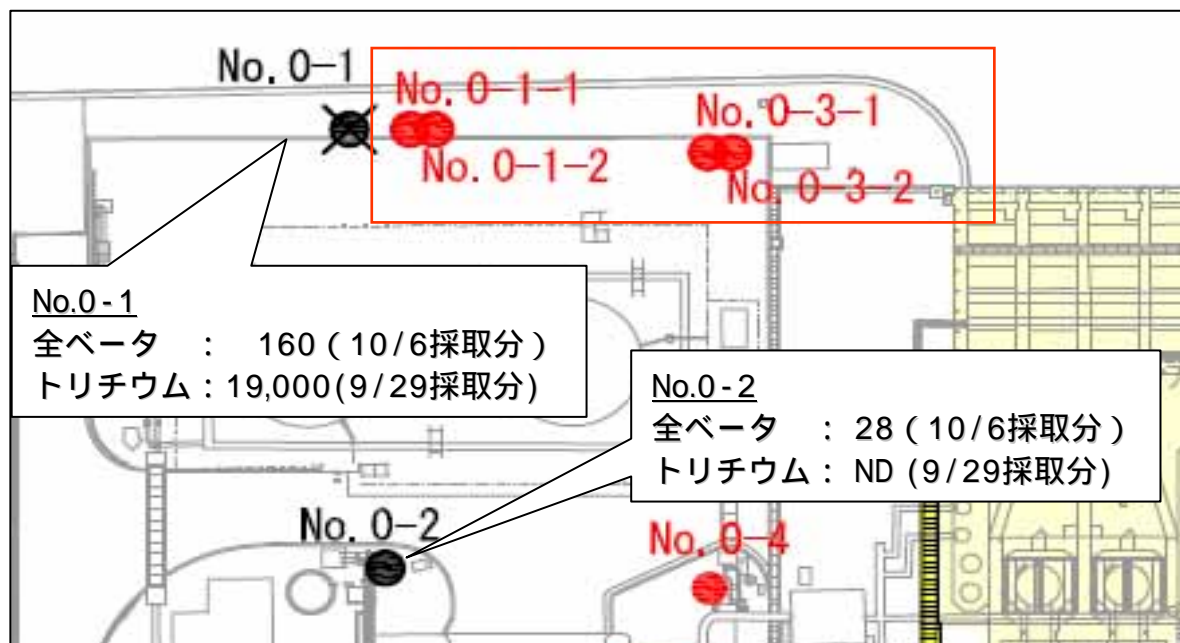 No. 0-1
No. 0-1-1
No. 0-3-1
No. 0-1-2
No. 0-3-2
No.0-1
全ベータ : 160(10/6採取分)
トリチウム:19,000(9/29採取分)
No.0-2
全ベータ : 28(10/6採取分)
トリチウム: ND (9/29採取分)
No. 0-2
No. 0-4